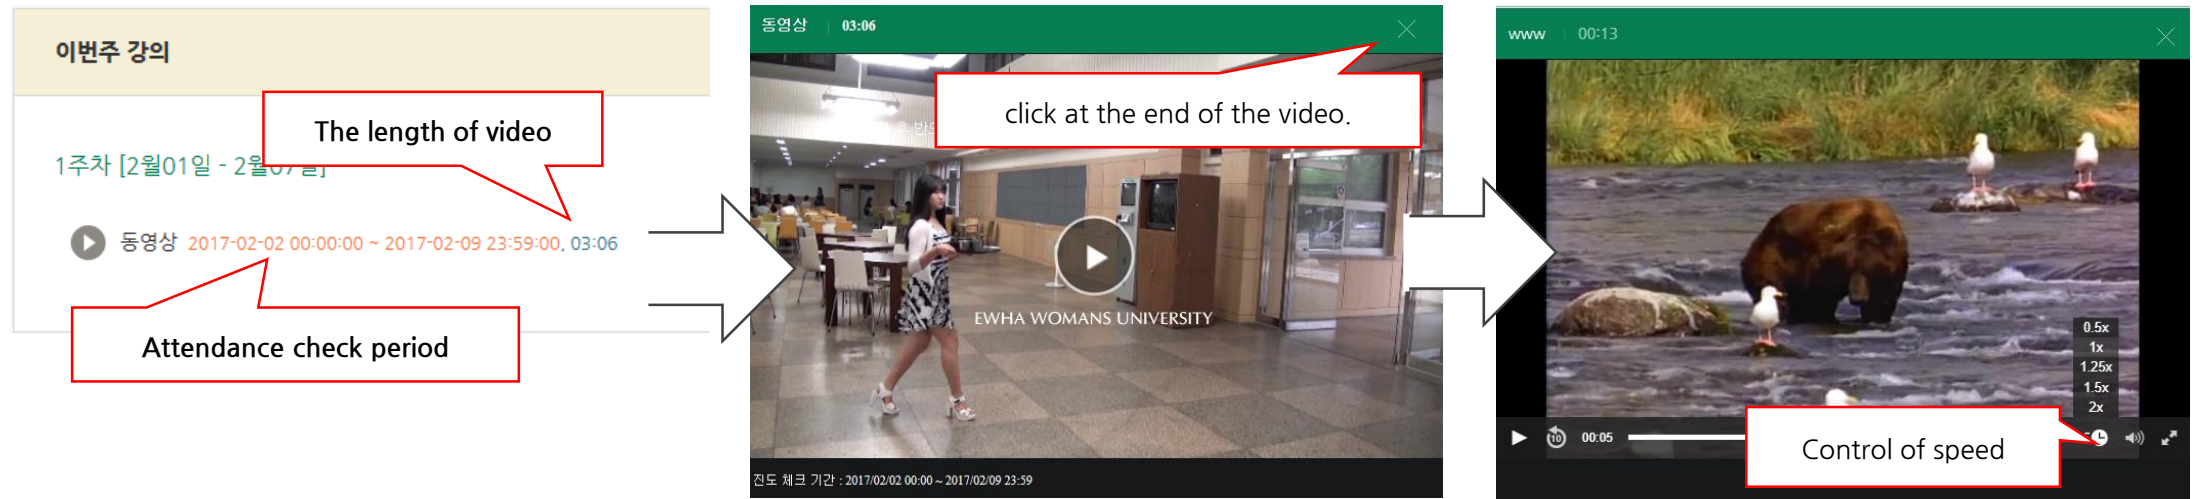 이번주 강의
The length of video
1주차 [2월01일 - 2월07일]
동영상 2017-02-02 00:00:00 ~ 2017-02-09 23:59:00, 03:06
Attendance check period
동영상 03:06
click at the end of the video.
EWHA WOMANS UNIVERSITY
진도 체크 기간 : 2017/02/02 00:00 ~ 2017/02/09 23:59
www 00:13
0.5x
1x
1.25x
1.5x
2x
10 00:05
Control of speed